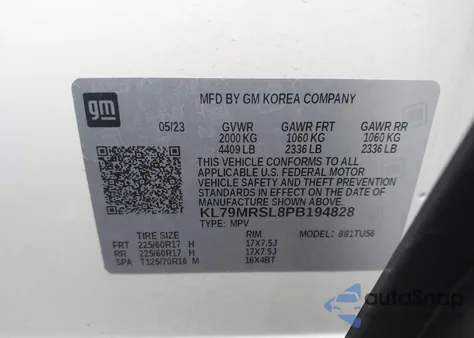 gm
MFD BY GM KOREA COMPANY
05/23 GVWR GAWR FRT GAWR RR
2000 KG 1060 KG 1060 KG
4409 LB 2336 LB 2336 LB
THIS VEHICLE CONFORMS TO ALL
APPLICABLE U.S. FEDERAL MOTOR
VEHICLE SAFETY AND THEFT
PREVENTION STANDARDS IN EFFECT
ON THE DATE OF MANUFACTURE
SHOWN ABOVE.
KL79MRSL8PB194828
TYPE: MPV MODEL: 881TU56
TIRE SIZE RIM
FRT 225/60R17 H 17X7.5J
RR 225/60R17 H 17X7.5J
SPA T125/70R16 M 16X4BT
autoSnap